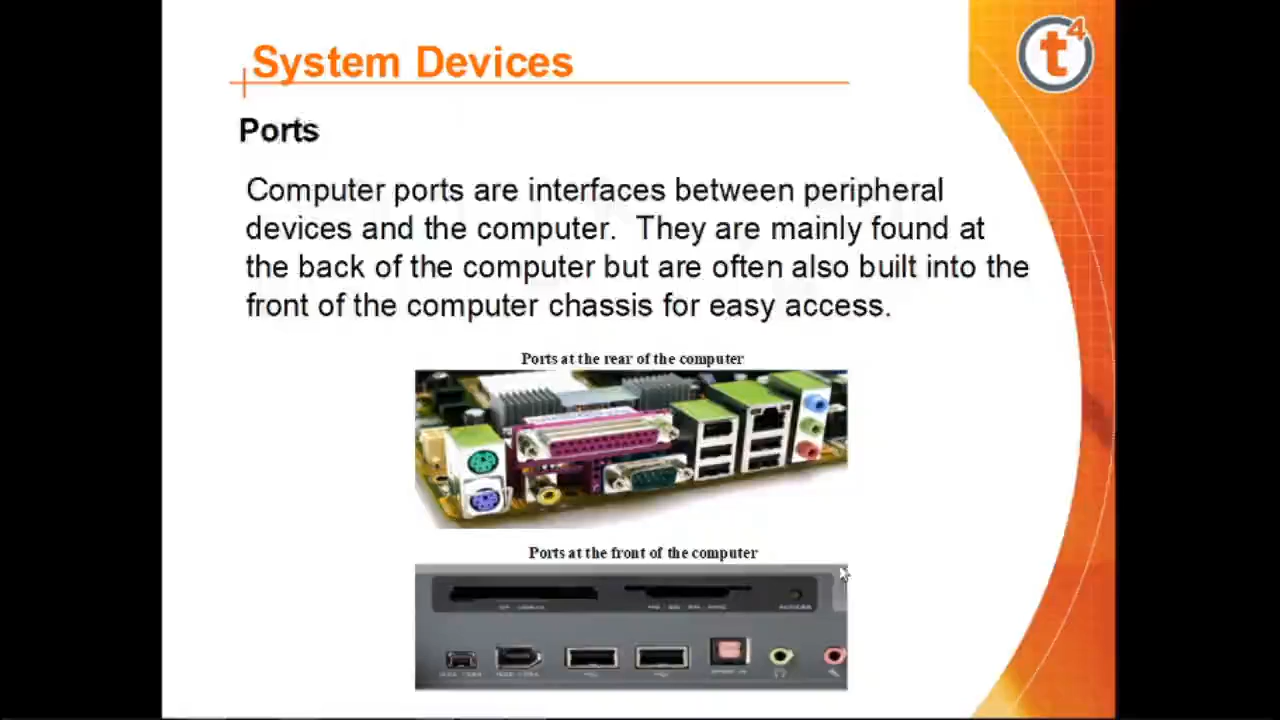 System Devices
t4
Ports
Computer ports are interfaces between peripheral
devices and the computer. They are mainly found at
the back of the computer but are often also built into the
front of the computer chassis for easy access.
Ports at the rear of the computer
Ports at the front of the computer